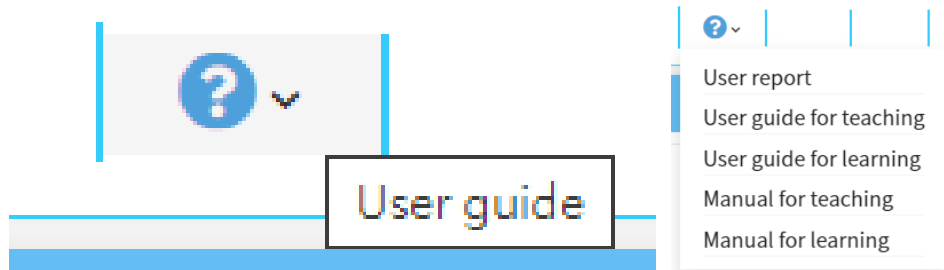 ?
User guide
?
User report
User guide for teaching
User guide for learning
Manual for teaching
Manual for learning